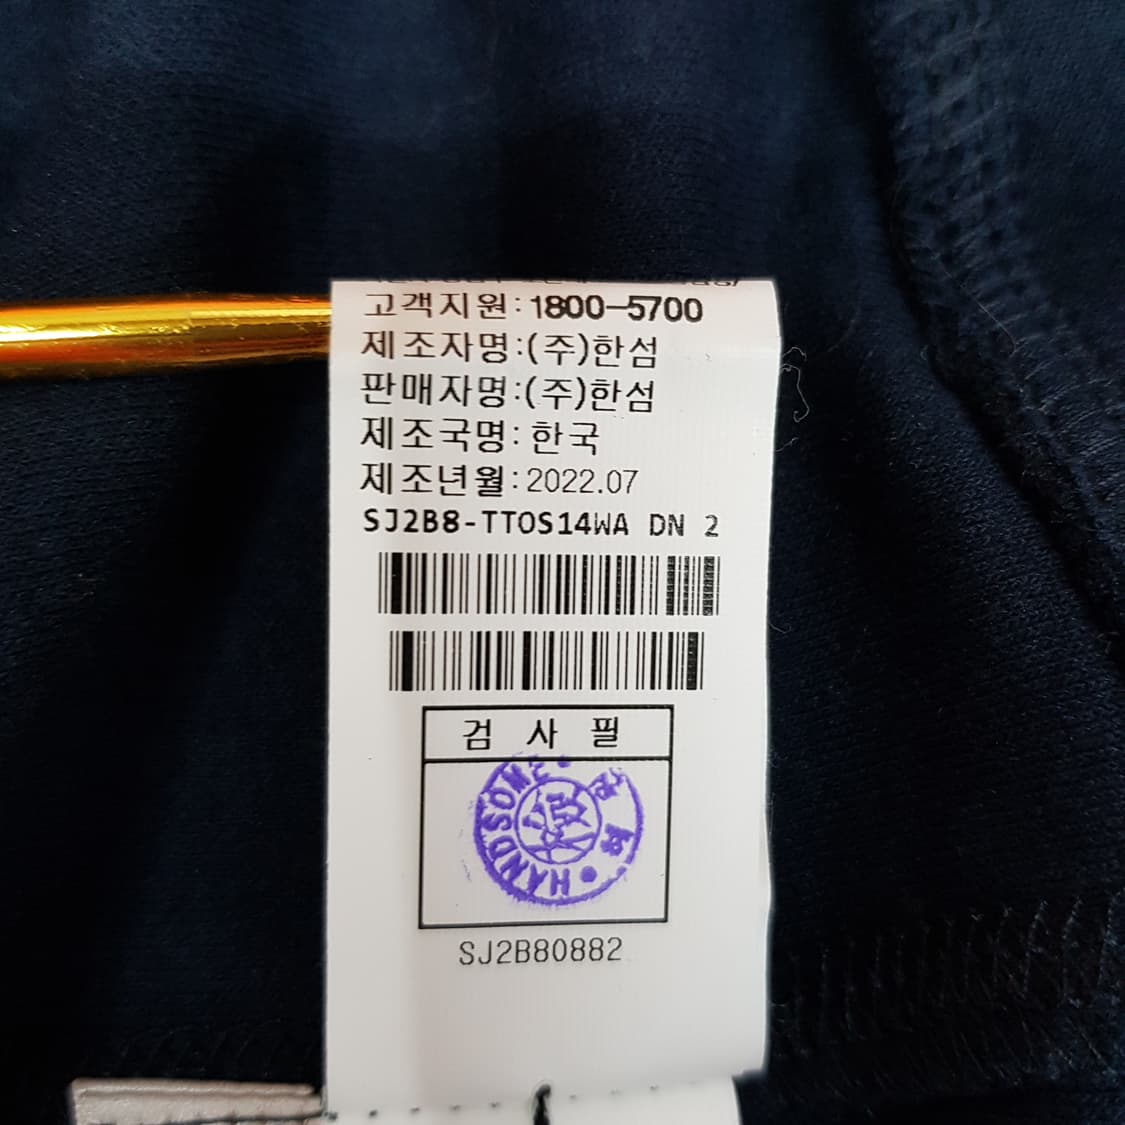 고객지원:1800-5700
제조자명:(주)한섬
판매자명:(주)한섬
제조국명:한국
제조년월:2022.07
SJ2B8-TTOS14WA DN 2
검 사 필
HANDSOME
SJ2B80882